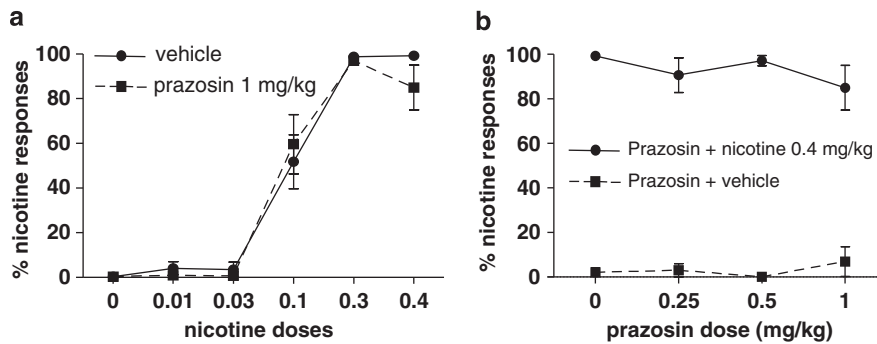 a
vehicle
prazosin 1 mg/kg
% nicotine responses
100
80
60
40
20
0
0 0.01 0.03 0.1 0.3 0.4
nicotine doses
b
% nicotine responses
100
80
60
40
20
0
Prazosin + nicotine 0.4 mg/kg
Prazosin + vehicle
0 0.25 0.5 1
prazosin dose (mg/kg)